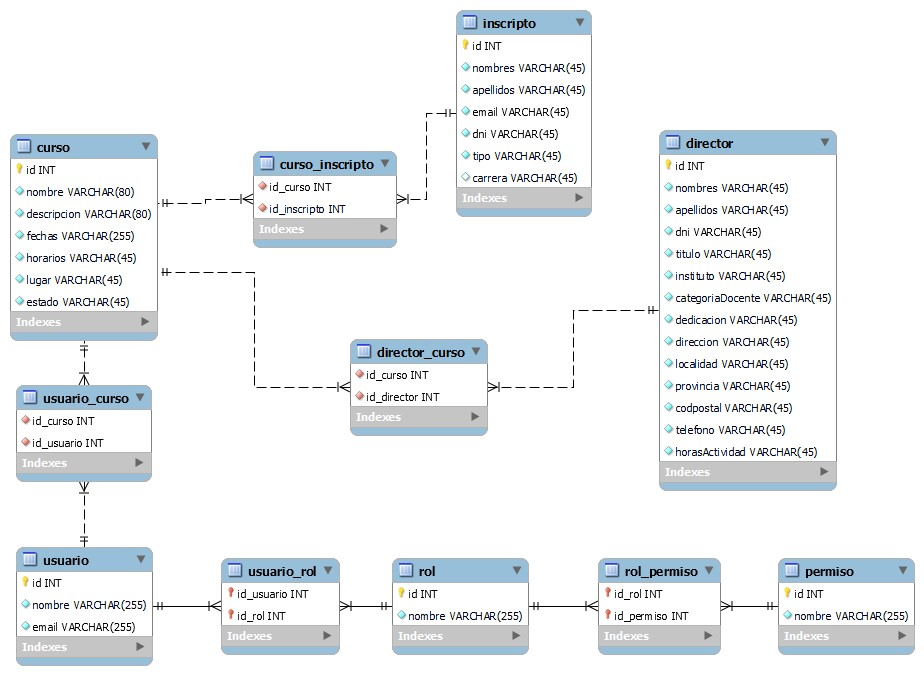 inscripto
id INT
nombres VARCHAR(45)
apellidos VARCHAR(45)
email VARCHAR(45)
dni VARCHAR(45)
tipo VARCHAR(45)
carrera VARCHAR(45)
Indexes
curso
id INT
nombre VARCHAR(80)
descripcion VARCHAR(80)
fechas VARCHAR(255)
horarios VARCHAR(45)
lugar VARCHAR(45)
estado VARCHAR(45)
Indexes
curso_inscripto
id_curso INT
id_inscripto INT
Indexes
director
id INT
nombres VARCHAR(45)
apellidos VARCHAR(45)
dni VARCHAR(45)
titulo VARCHAR(45)
instituto VARCHAR(45)
categoriaDocente VARCHAR(45)
dedicacion VARCHAR(45)
direccion VARCHAR(45)
localidad VARCHAR(45)
provincia VARCHAR(45)
codpostal VARCHAR(45)
telefono VARCHAR(45)
horasActividad VARCHAR(45)
Indexes
director_curso
id_curso INT
id_director INT
Indexes
usuario_curso
id_curso INT
id_usuario INT
Indexes
usuario
id INT
nombre VARCHAR(255)
email VARCHAR(255)
Indexes
usuario_rol
id_usuario INT
id_rol INT
Indexes
rol
id INT
nombre VARCHAR(255)
Indexes
rol_permiso
id_rol INT
id_permiso INT
Indexes
permiso
id INT
nombre VARCHAR(255)
Indexes